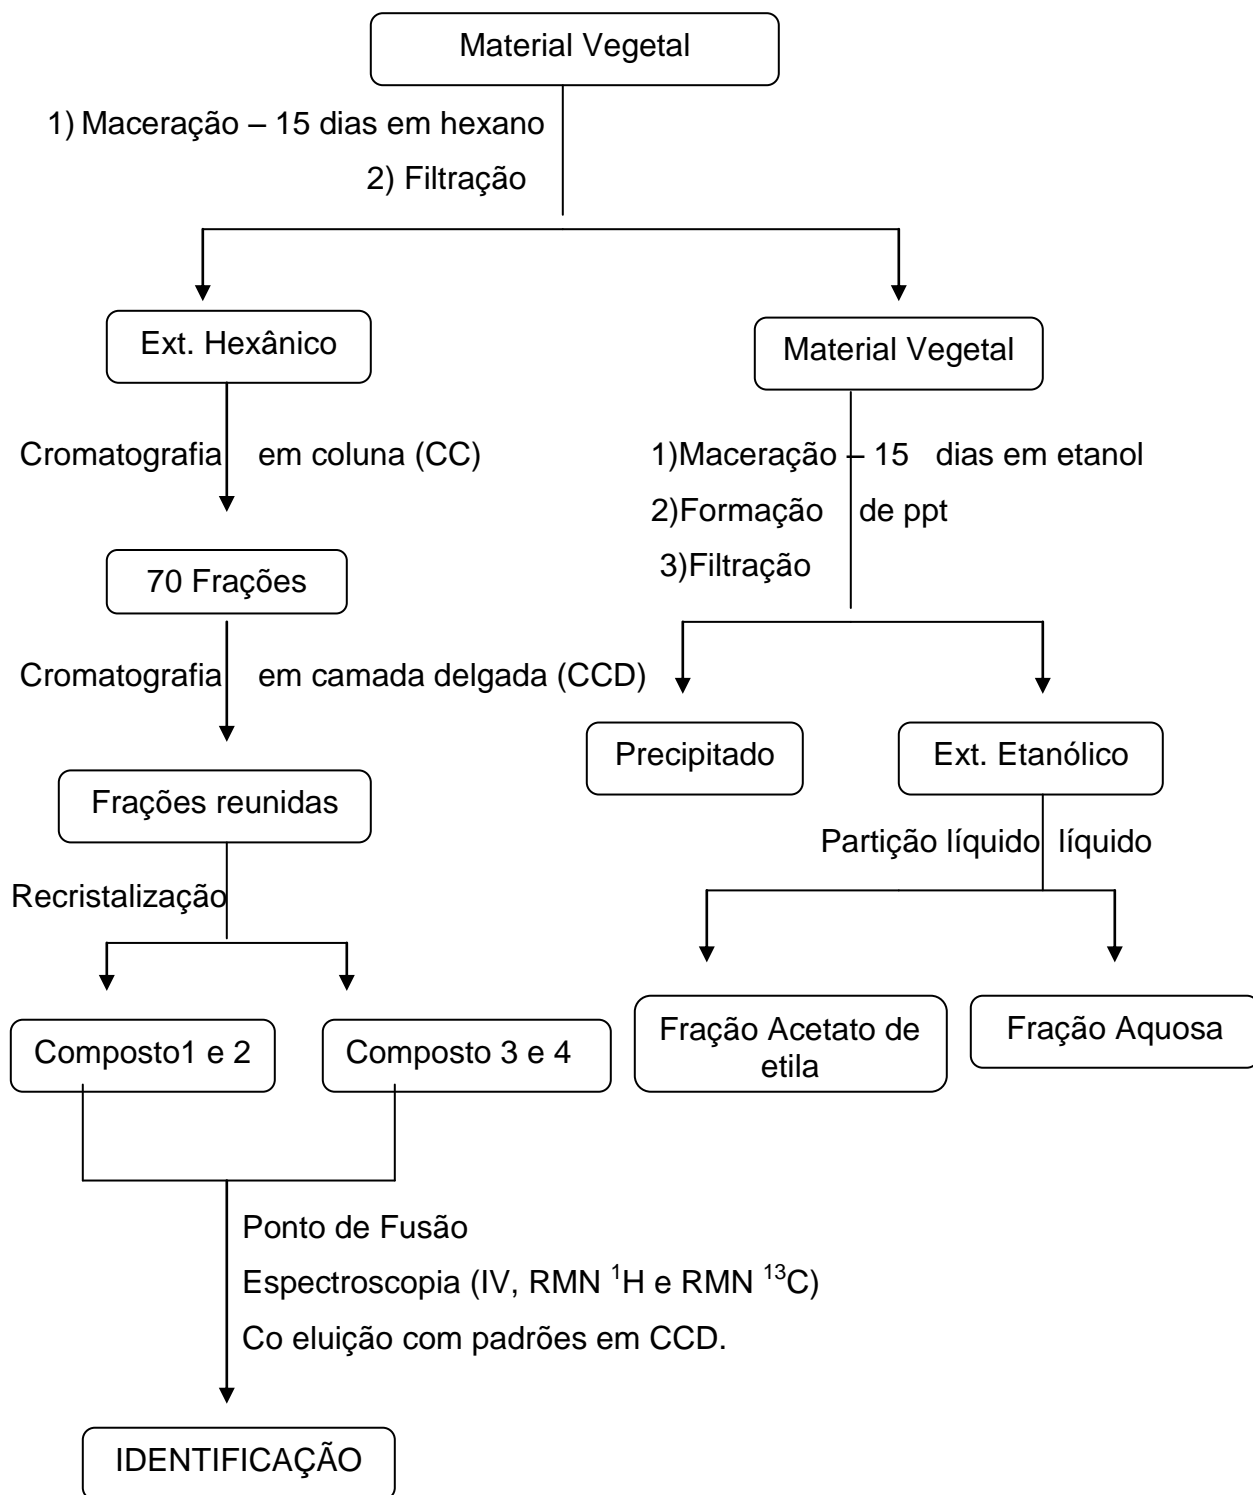 Material Vegetal
1) Maceração – 15 dias em hexano
2) Filtração
Ext. Hexânico
Material Vegetal
Cromatografia em coluna (CC)
1)Maceração – 15 dias em etanol
2)Formação de ppt
3)Filtração
70 Frações
Cromatografia em camada delgada (CCD)
Precipitado
Ext. Etanólico
Frações reunidas
Partição líquido líquido
Recristalização
Composto1 e 2
Composto 3 e 4
Fração Acetato de
etila
Fração Aquosa
Ponto de Fusão
Espectroscopia (IV, RMN ¹H e RMN ¹³C)
Co eluição com padrões em CCD.
IDENTIFICAÇÃO